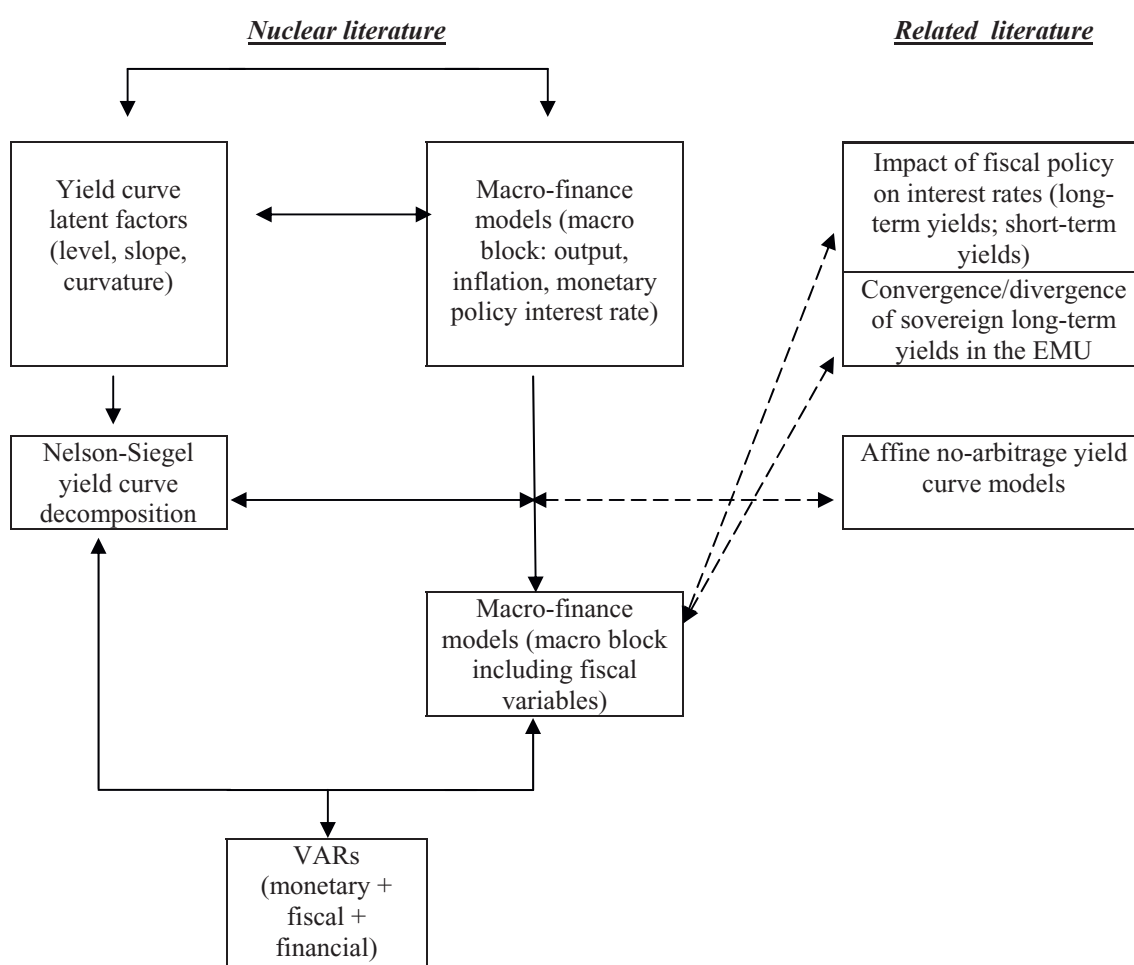 Nuclear literature
Related literature
Yield curve
latent factors
(level, slope,
curvature)
Macro-finance
models (macro
block: output,
inflation, monetary
policy interest rate)
Impact of fiscal policy
on interest rates (long-
term yields; short-term
yields)
Convergence/divergence
of sovereign long-term
yields in the EMU
Nelson-Siegel
yield curve
decomposition
Affine no-arbitrage yield
curve models
Macro-finance
models (macro block
including fiscal
variables)
VARs
(monetary +
fiscal +
financial)